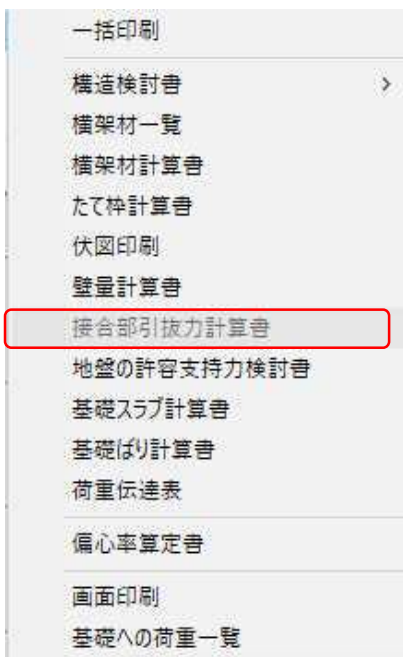 一括印刷
構造検討書
横架材一覧
横架材計算書
たて枠計算書
伏図印刷
壁量計算書
接合部引抜力計算書
地盤の許容支持力検討書
基礎スラブ計算書
基礎ばり計算書
荷重伝達表
偏心率算定書
画面印刷
基礎への荷重一覧